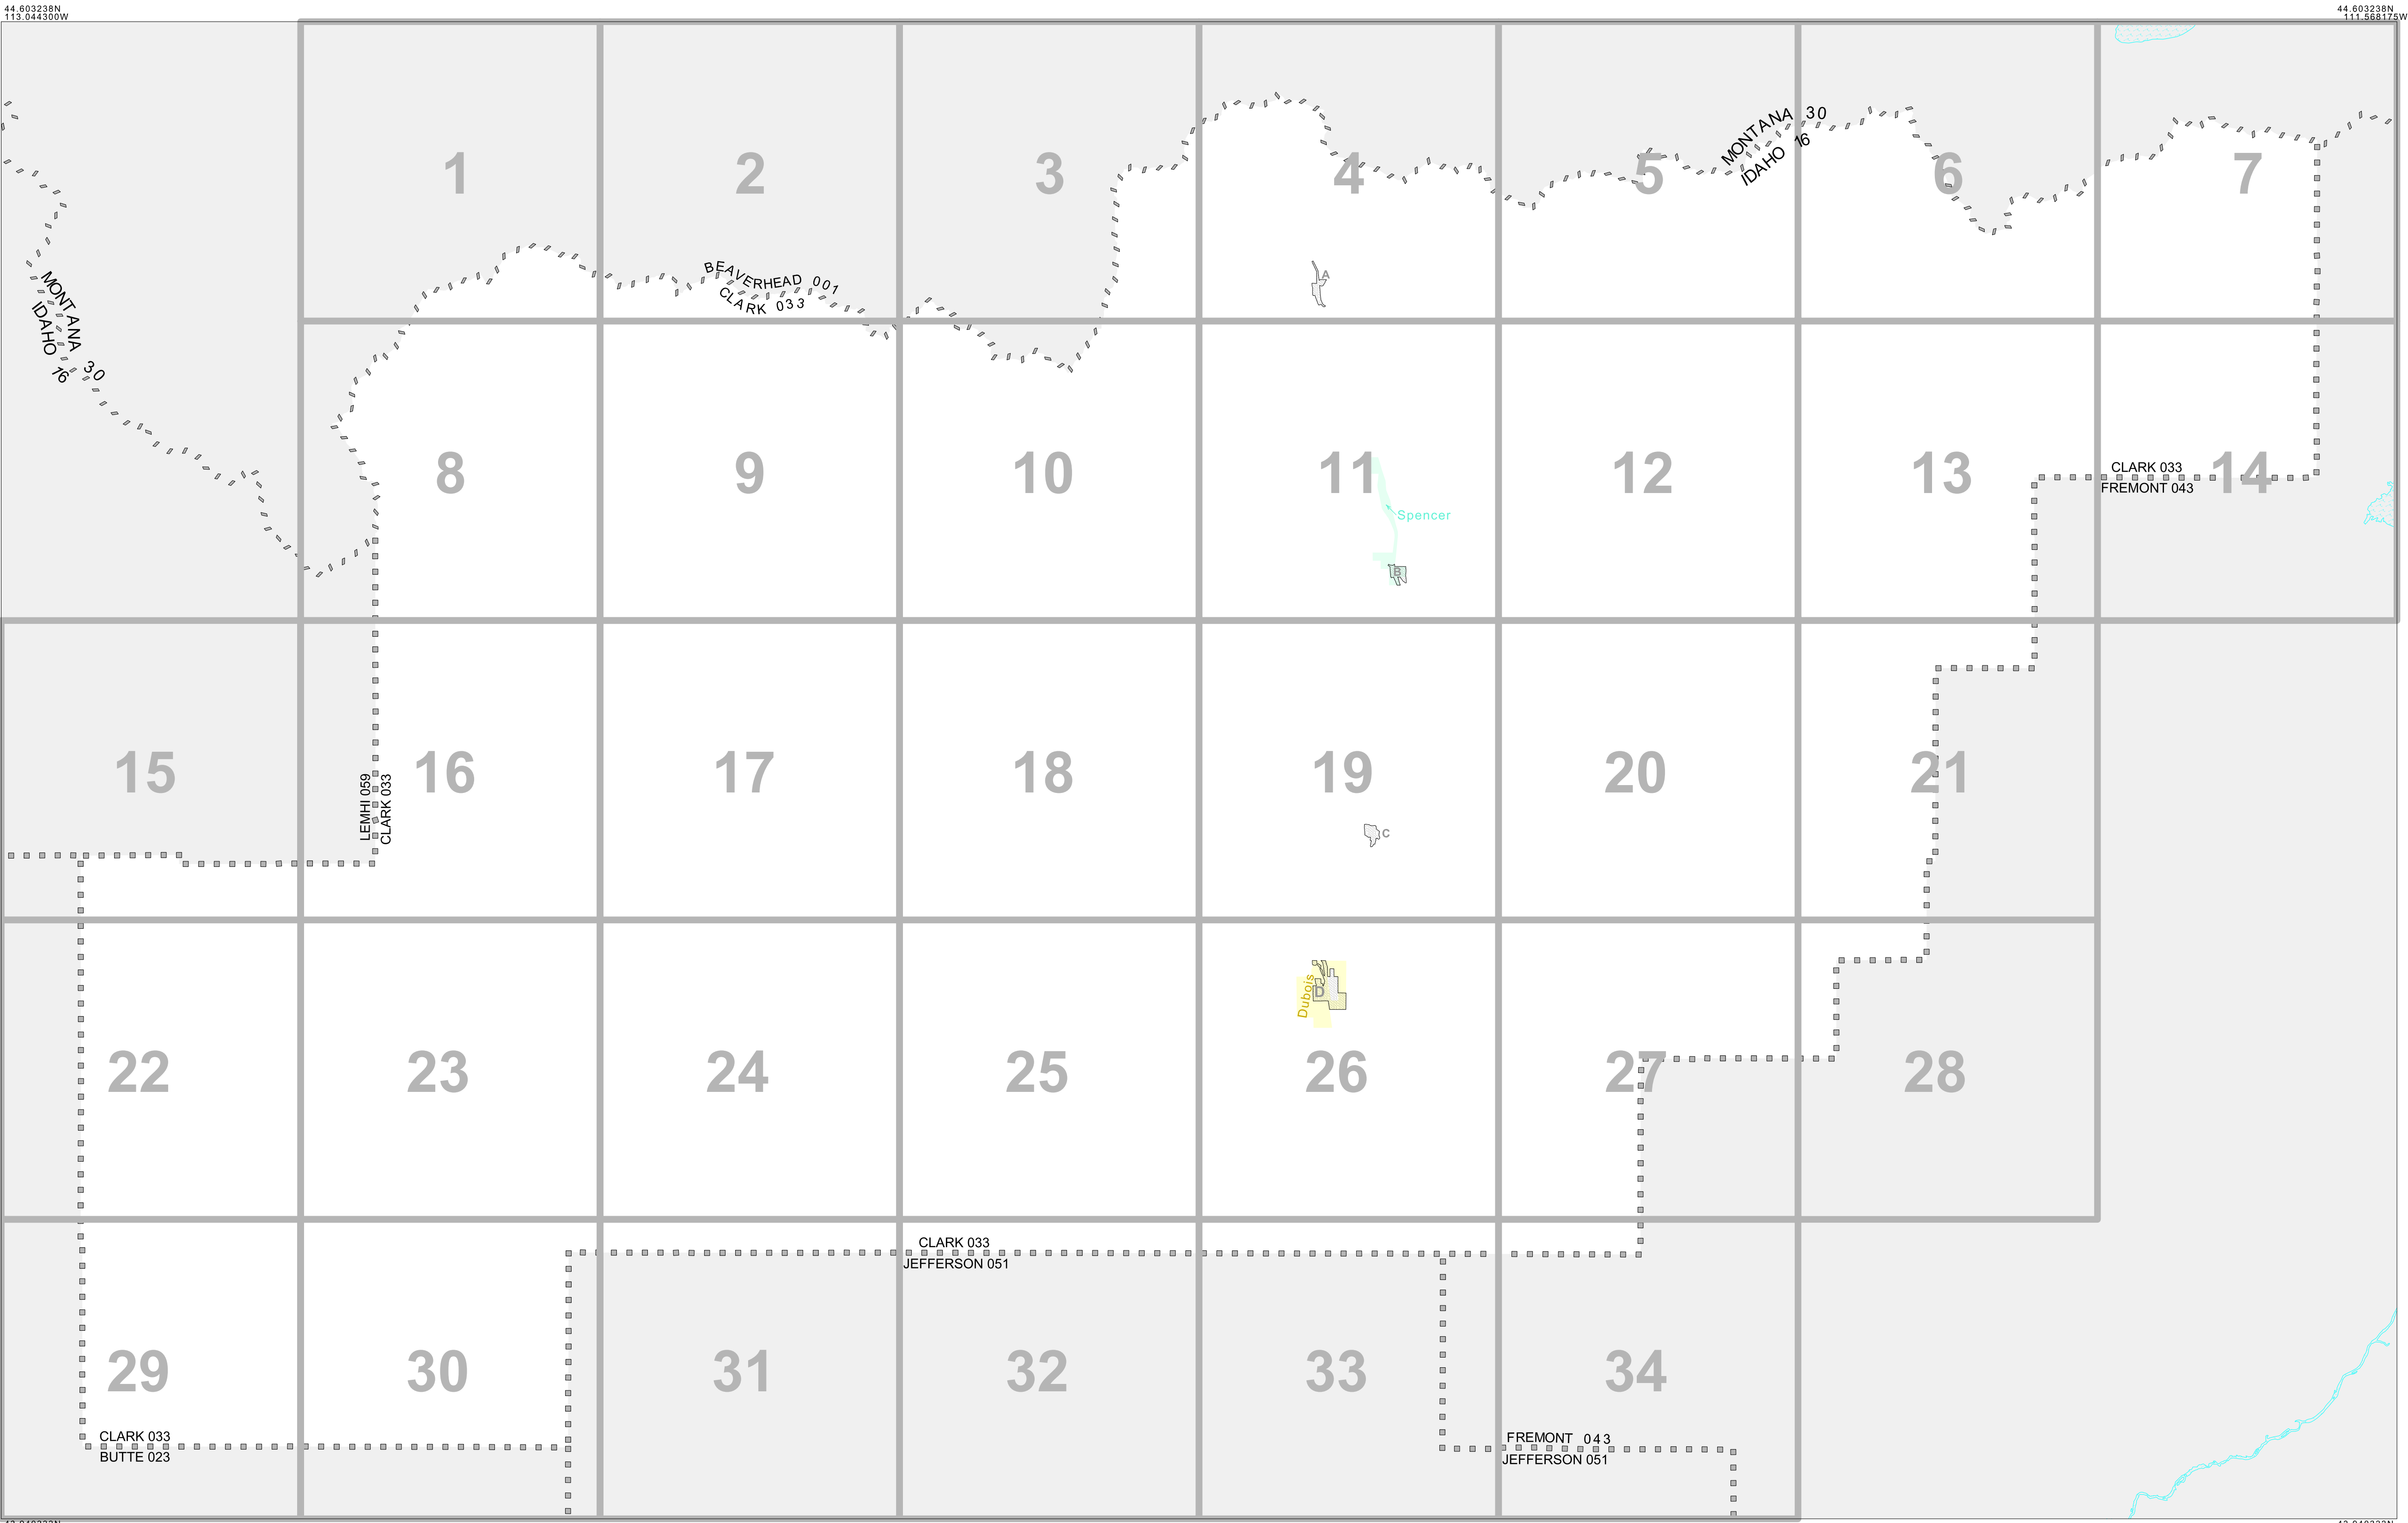 44.603238N
113.044300W
44.603238N
111.568175W
MONTANA 30
IDAHO 16
1
2
3
4
5
6
7
BEAVERHEAD 001
CLARK 033
A
MONTANA 30
IDAHO 16
8
9
10
11
12
13
14
CLARK 033
FREMONT 043
Spencer
B
15
16
17
18
19
20
21
LEMHI 059
CLARK 033
C
Dubois
D
22
23
24
25
26
27
28
CLARK 033
JEFFERSON 051
29
30
31
32
33
34
CLARK 033
BUTTE 023
FREMONT 043
JEFFERSON 051